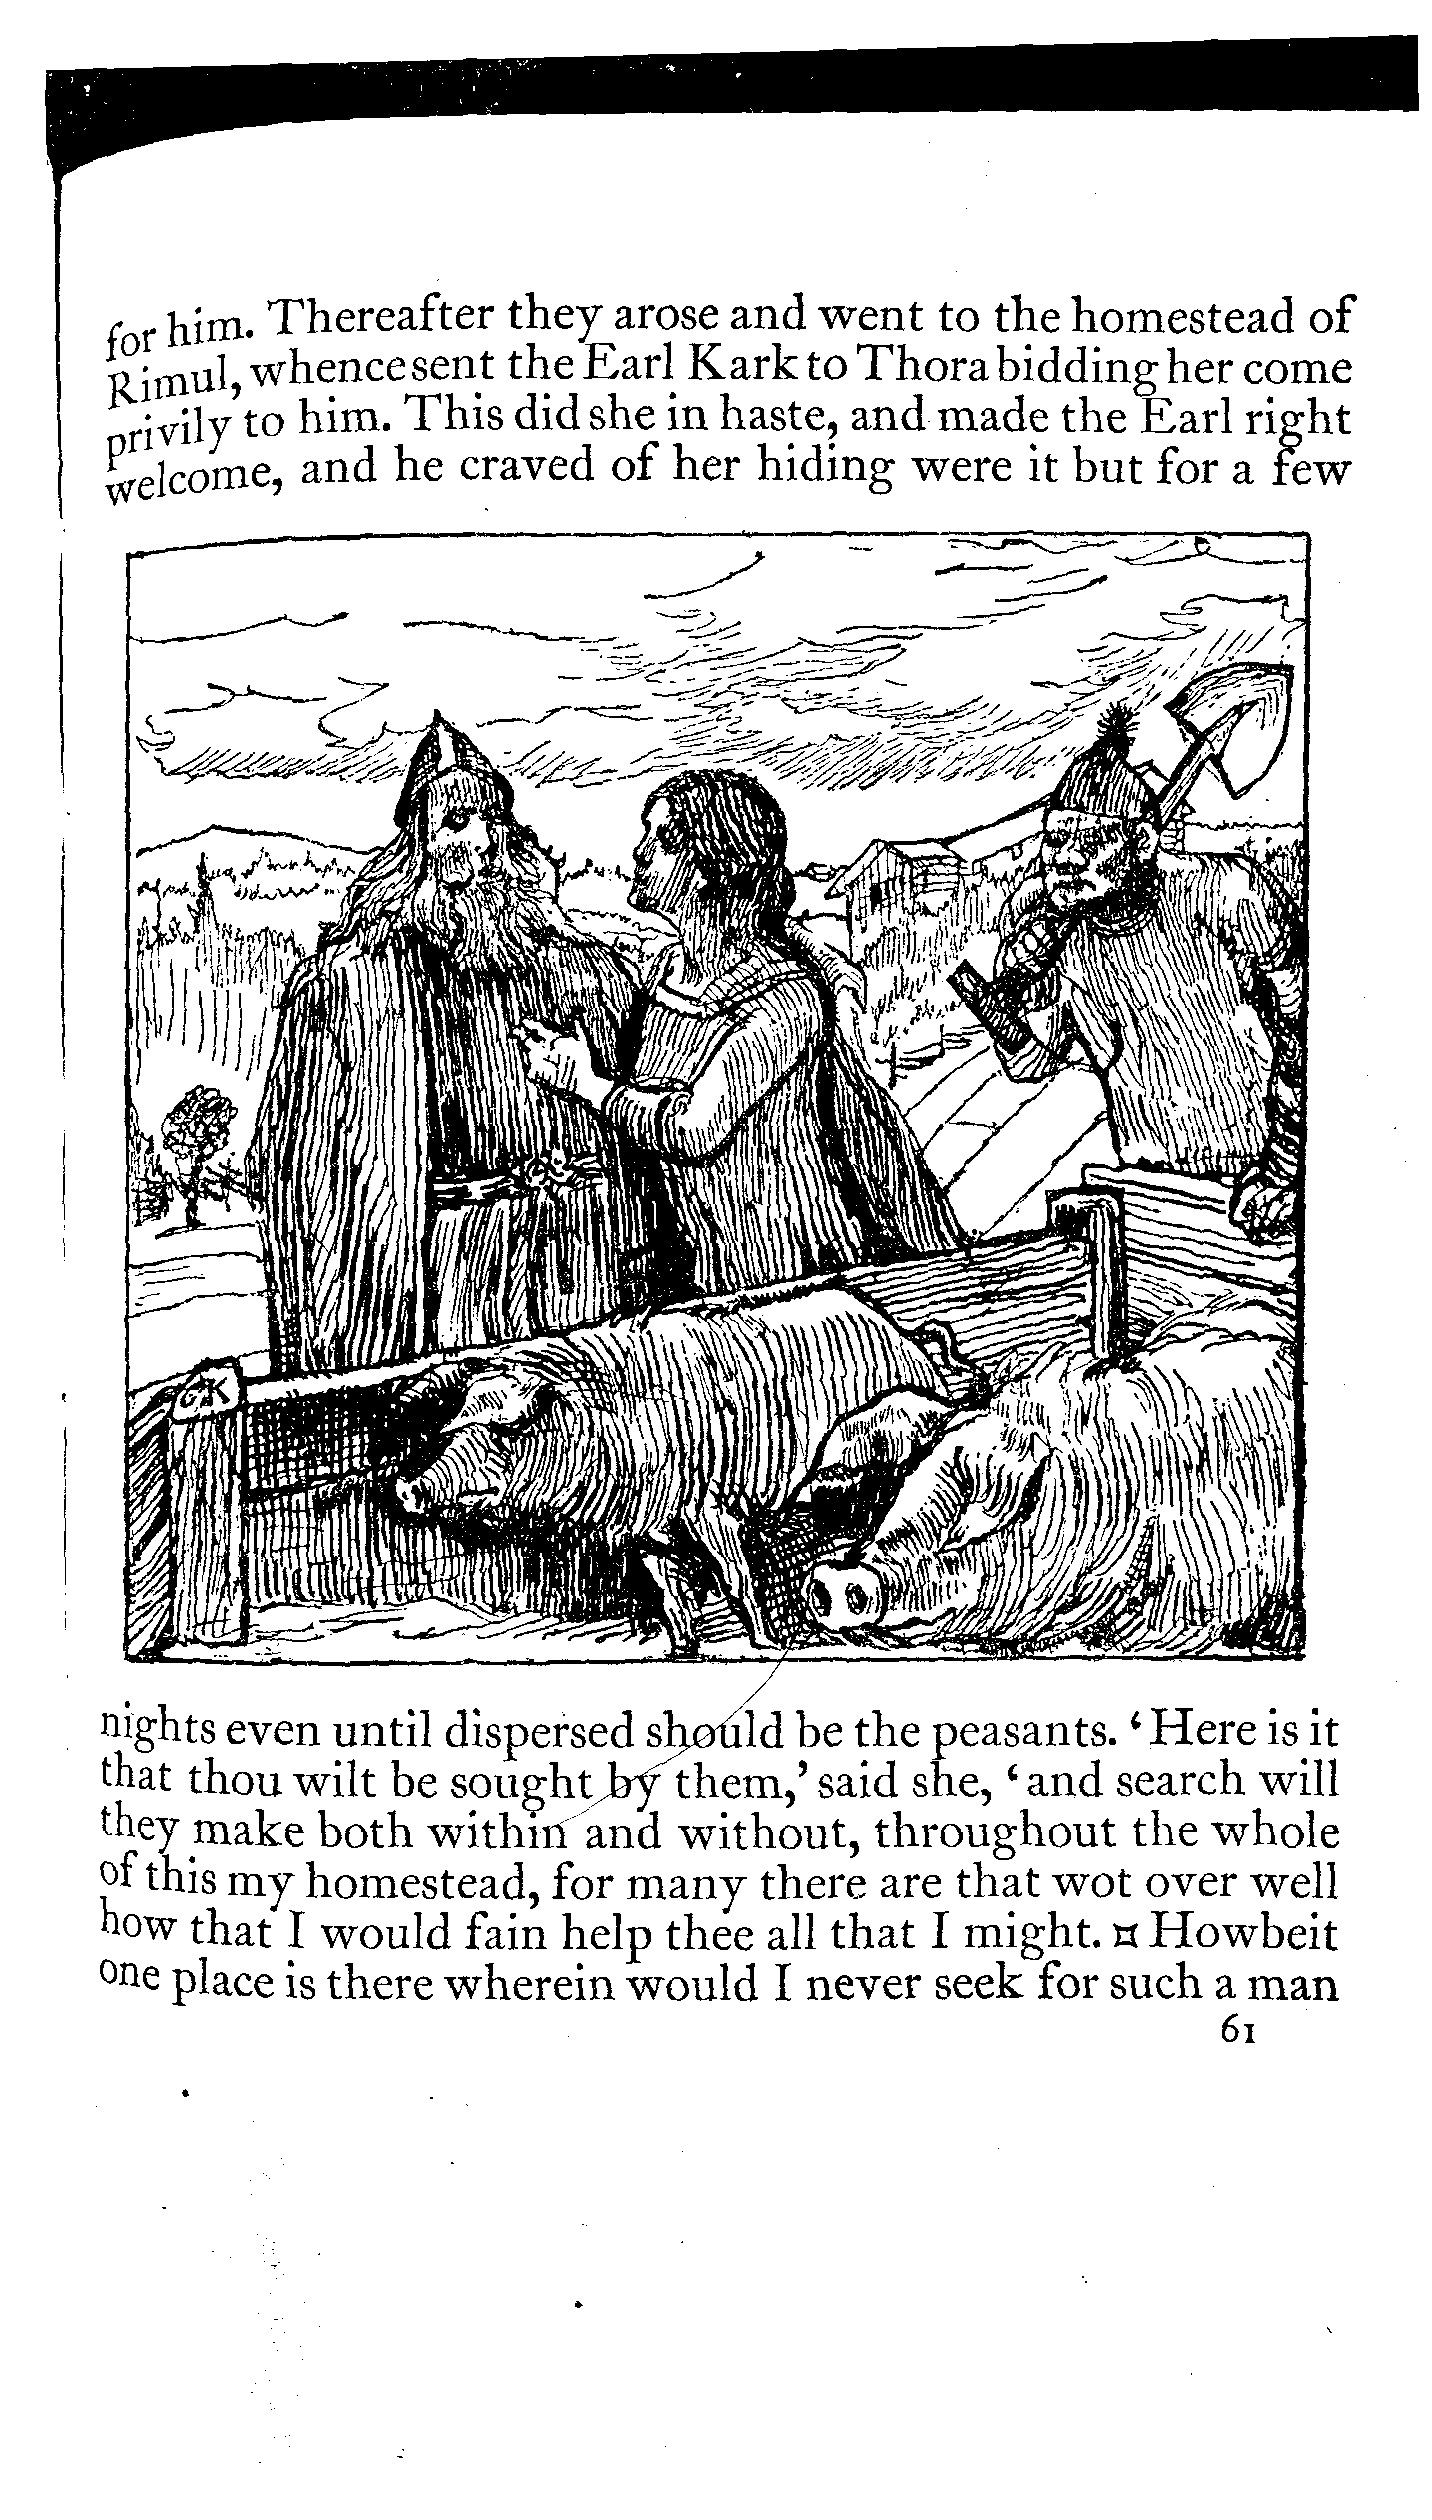 for him. Thereafter they arose and went to the homestead of
Rimul, whence sent the Earl Kark to Thora bidding her come
privily to him. This did she in haste, and made the Earl right
welcome, and he craved of her hiding were it but for a few
GK
nights even until dispersed should be the peasants. ‘Here is it
that thou wilt be sought by them,’ said she, ‘and search will
they make both within and without, throughout the whole
of this my homestead, for many there are that wot over well
how that I would fain help thee all that I might. ¤ Howbeit
one place is there wherein would I never seek for such a man
61